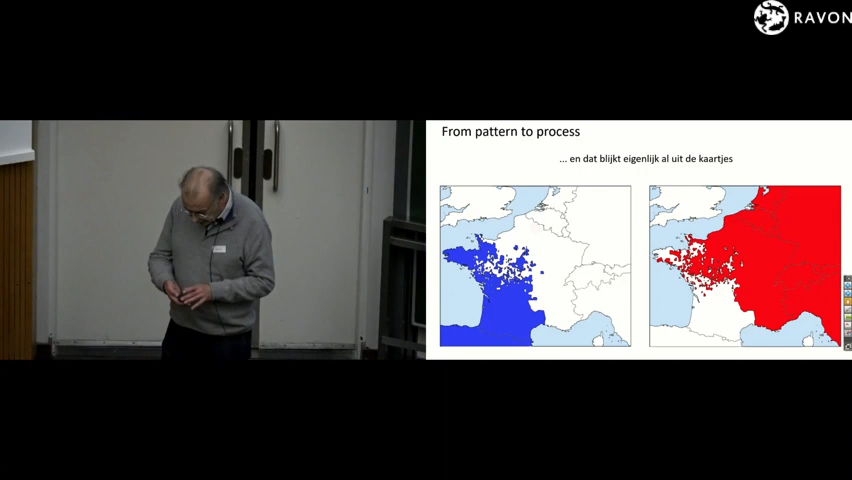 RAVON
From pattern to process
... en dat blijkt eigenlijk al uit de kaartjes